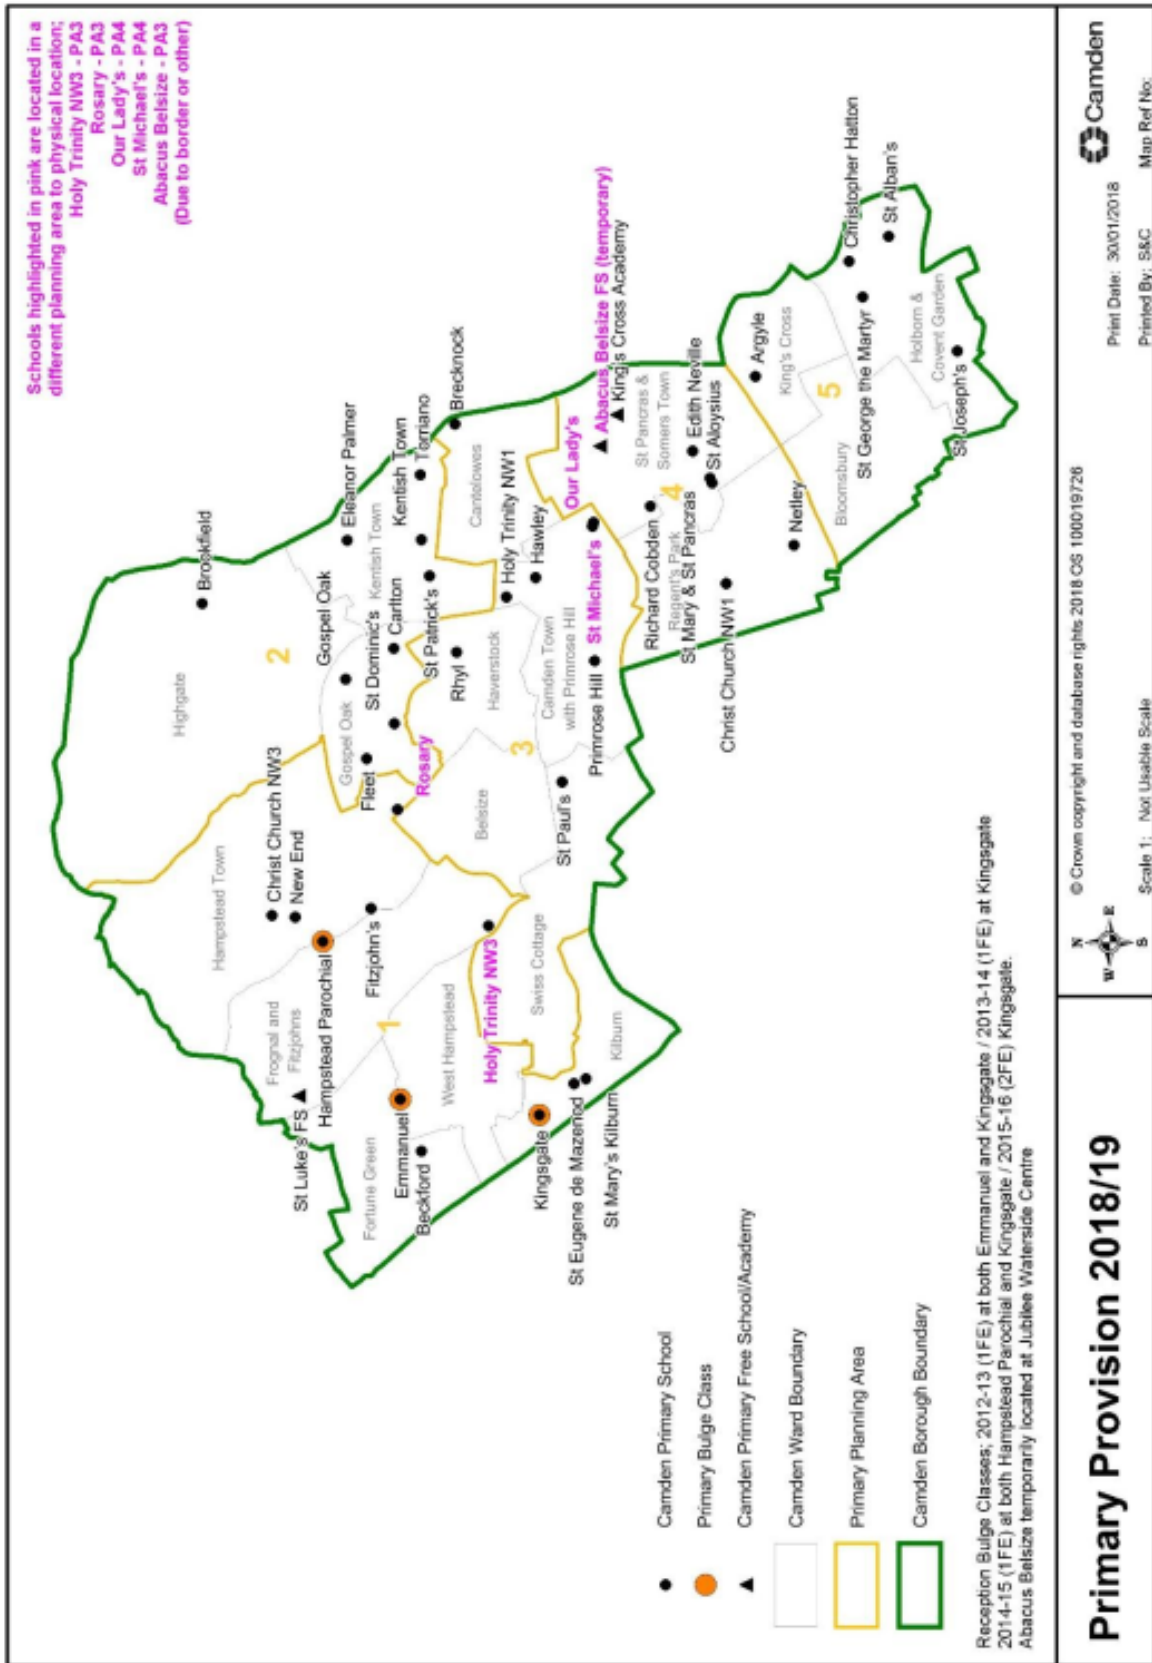 Schools highlighted in pink are located in a
different planning area to physical location;
Holy Trinity NW3 - PA3
Rosary - PA3
Our Lady's - PA4
St Michael's - PA4
Abacus Belsize - PA3
(Due to border or other)
Highgate
Brookfield
2
Hampstead Town
Christ Church NW3
New End
Frognal and
Fitzjohns
St Luke's FS
Hampstead Parochial
Gospel Oak
Eleanor Palmer
Gospel Oak
Kentish Town
Fortune Green
Fitzjohn's
Fleet
St Dominic's
Carlton
Kentish Town
Torriano
1
Emmanuel
Beckford
Rosary
St Patrick's
Brecknock
West Hampstead
Belsize
Rhyl
Cantalowes
Holy Trinity NW3
Haverstock
Holy Trinity NW1
3
Swiss Cottage
Kingsgate
Camden Town
with Primrose Hill
Hawley
St Paul's
Our Lady's
St Eugene de Mazenod
St Mary's Kilburn
Kilburn
Primrose Hill
St Michael's
Abacus Belsize FS (temporary)
King's Cross Academy
St Pancras &
Somers Town
Richard Cobden
4
Regent's Park
Edith Neville
St Mary & St Pancras
St Aloysius
Christ Church NW1
Argyle
King's Cross
Netley
5
Bloomsbury
Christopher Hatton
St George the Martyr
St Alban's
Holborn &
Covent Garden
St Joseph's
Camden Primary School
Primary Bulge Class
Camden Primary Free School/Academy
Camden Ward Boundary
Primary Planning Area
Camden Borough Boundary
Reception Bulge Classes; 2012-13 (1FE) at both Emmanuel and Kingsgate / 2013-14 (1FE) at Kingsgate
2014-15 (1FE) at both Hampstead Parochial and Kingsgate / 2015-16 (2FE) Kingsgate.
Abacus Belsize temporarily located at Jubilee Waterside Centre
Primary Provision 2018/19
N
W E
S
© Crown copyright and database rights 2018 OS 100019726
Scale 1: Not Usable Scale
Print Date: 30/01/2018
Printed By: S&C
Camden
Map Ref No: